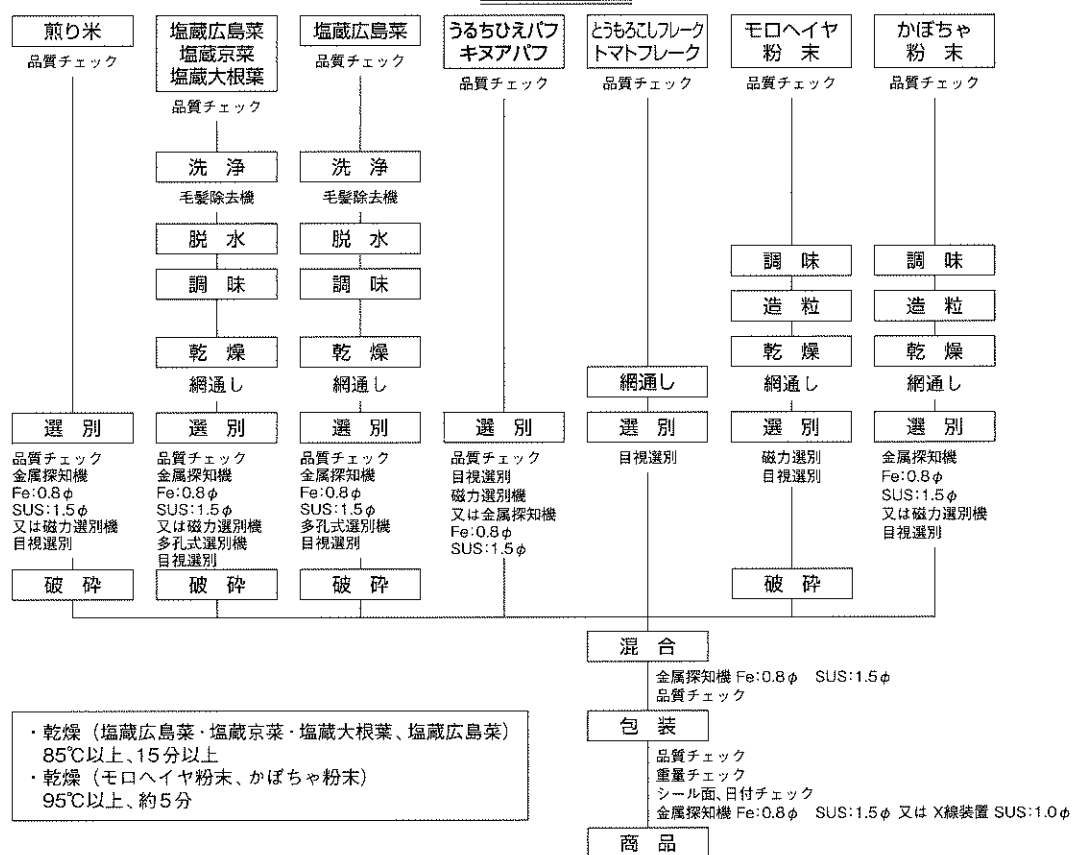 煎り米
品質チェック
選 別
品質チェック
金属探知機
Fe:0.8φ
SUS:1.5φ
又は磁力選別機
目視選別
破 砕
塩蔵広島菜
塩蔵京菜
塩蔵大根葉
品質チェック
洗 浄
毛髪除去機
脱 水
調 味
乾 燥
網通し
選 別
品質チェック
金属探知機
Fe:0.8φ
SUS:1.5φ
又は磁力選別機
多孔式選別機
目視選別
破 砕
塩蔵広島菜
品質チェック
洗 浄
毛髪除去機
脱 水
調 味
乾 燥
網通し
選 別
品質チェック
金属探知機
Fe:0.8φ
SUS:1.5φ
多孔式選別機
目視選別
破 砕
うるちひえパフ
キヌアパフ
品質チェック
選 別
品質チェック
目視選別
磁力選別機
又は金属探知機
Fe:0.8φ
SUS:1.5φ
とうもろこしフレーク
トマトフレーク
品質チェック
網通し
選 別
目視選別
モロヘイヤ
粉 末
品質チェック
調 味
造 粒
乾 燥
網通し
選 別
磁力選別
目視選別
破 砕
かぼちゃ
粉 末
品質チェック
調 味
造 粒
乾 燥
網通し
選 別
金属探知機
Fe:0.8φ
SUS:1.5φ
又は磁力選別機
目視選別
混 合
金属探知機 Fe:0.8φ SUS:1.5φ
品質チェック
包 装
品質チェック
重量チェック
シール面、日付チェック
金属探知機 Fe:0.8φ SUS:1.5φ 又は X線装置 SUS:1.0φ
商 品
・乾燥（塩蔵広島菜・塩蔵京菜・塩蔵大根葉、塩蔵広島菜）
85℃以上、15分以上
・乾燥（モロヘイヤ粉末、かぼちゃ粉末）
95℃以上、約5分